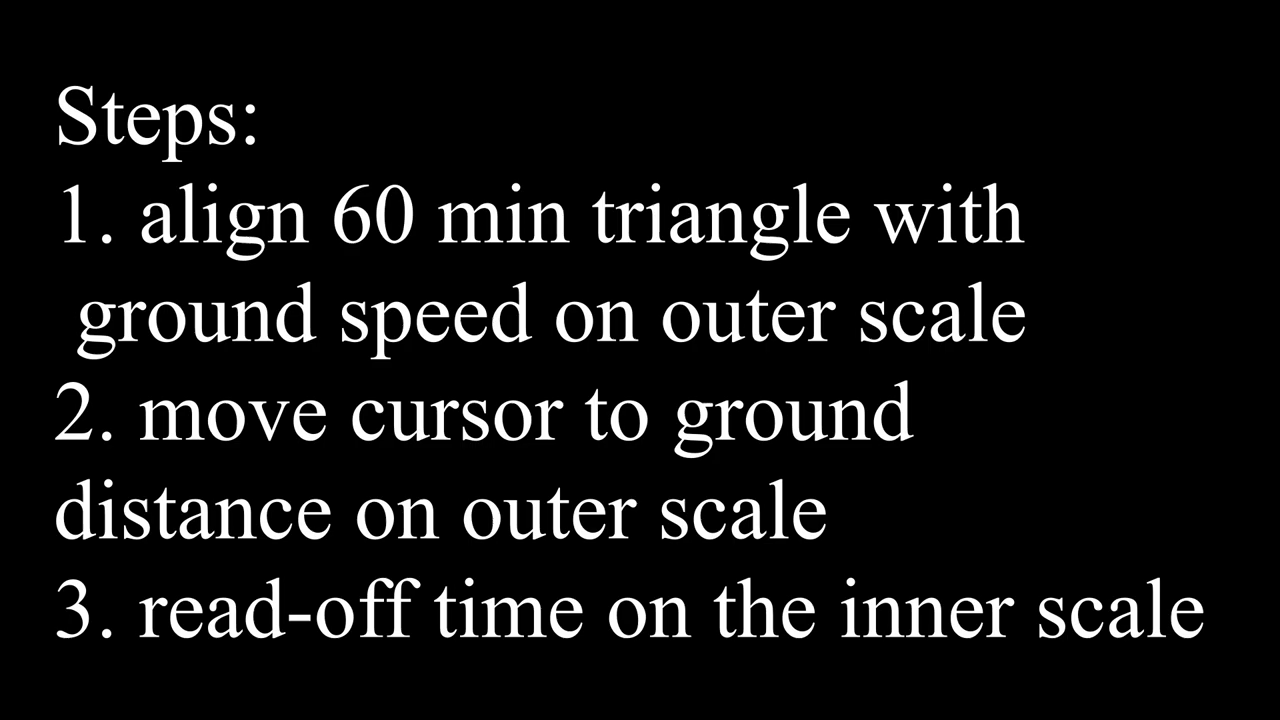 Steps:
1. align 60 min triangle with
ground speed on outer scale
2. move cursor to ground
distance on outer scale
3. read-off time on the inner scale